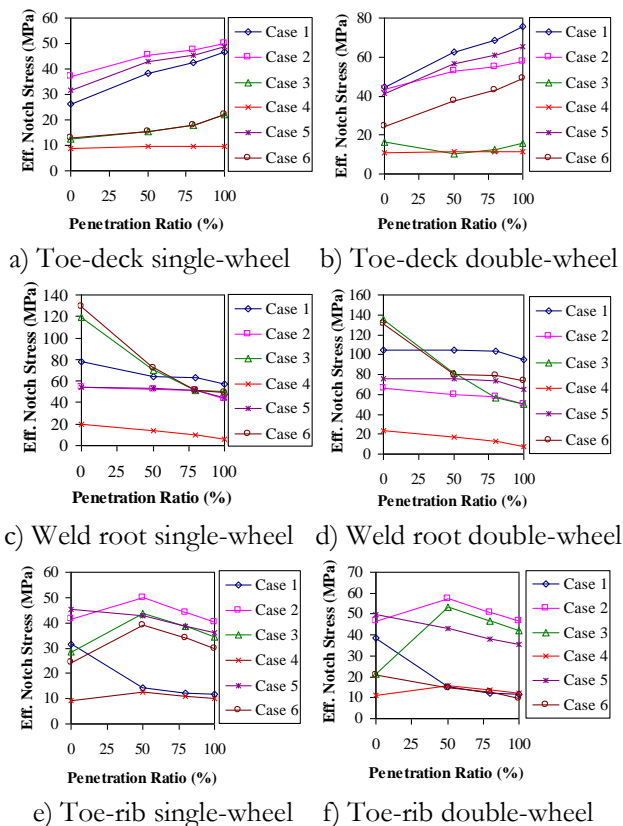 Eff. Notch Stress (MPa)
60
50
40
30
20
10
0
0 25 50 75 100
Penetration Ratio (%)
Case 1
Case 2
Case 3
Case 4
Case 5
Case 6
a) Toe-deck single-wheel
Eff. Notch Stress (MPa)
80
60
40
20
0
0 25 50 75 100
Penetration Ratio (%)
Case 1
Case 2
Case 3
Case 4
Case 5
Case 6
b) Toe-deck double-wheel
Eff. Notch Stress (MPa)
140
120
100
80
60
40
20
0
0 25 50 75 100
Penetration Ratio (%)
Case 1
Case 2
Case 3
Case 4
Case 5
Case 6
c) Weld root single-wheel
Eff. Notch Stress (MPa)
160
140
120
100
80
60
40
20
0
0 25 50 75 100
Penetration Ratio (%)
Case 1
Case 2
Case 3
Case 4
Case 5
Case 6
d) Weld root double-wheel
Eff. Notch Stress (MPa)
60
50
40
30
20
10
0
0 25 50 75 100
Penetration Ratio (%)
Case 1
Case 2
Case 3
Case 4
Case 5
Case 6
e) Toe-rib single-wheel
Eff. Notch Stress (MPa)
70
60
50
40
30
20
10
0
0 25 50 75 100
Penetration Ratio (%)
Case 1
Case 2
Case 3
Case 4
Case 5
Case 6
f) Toe-rib double-wheel